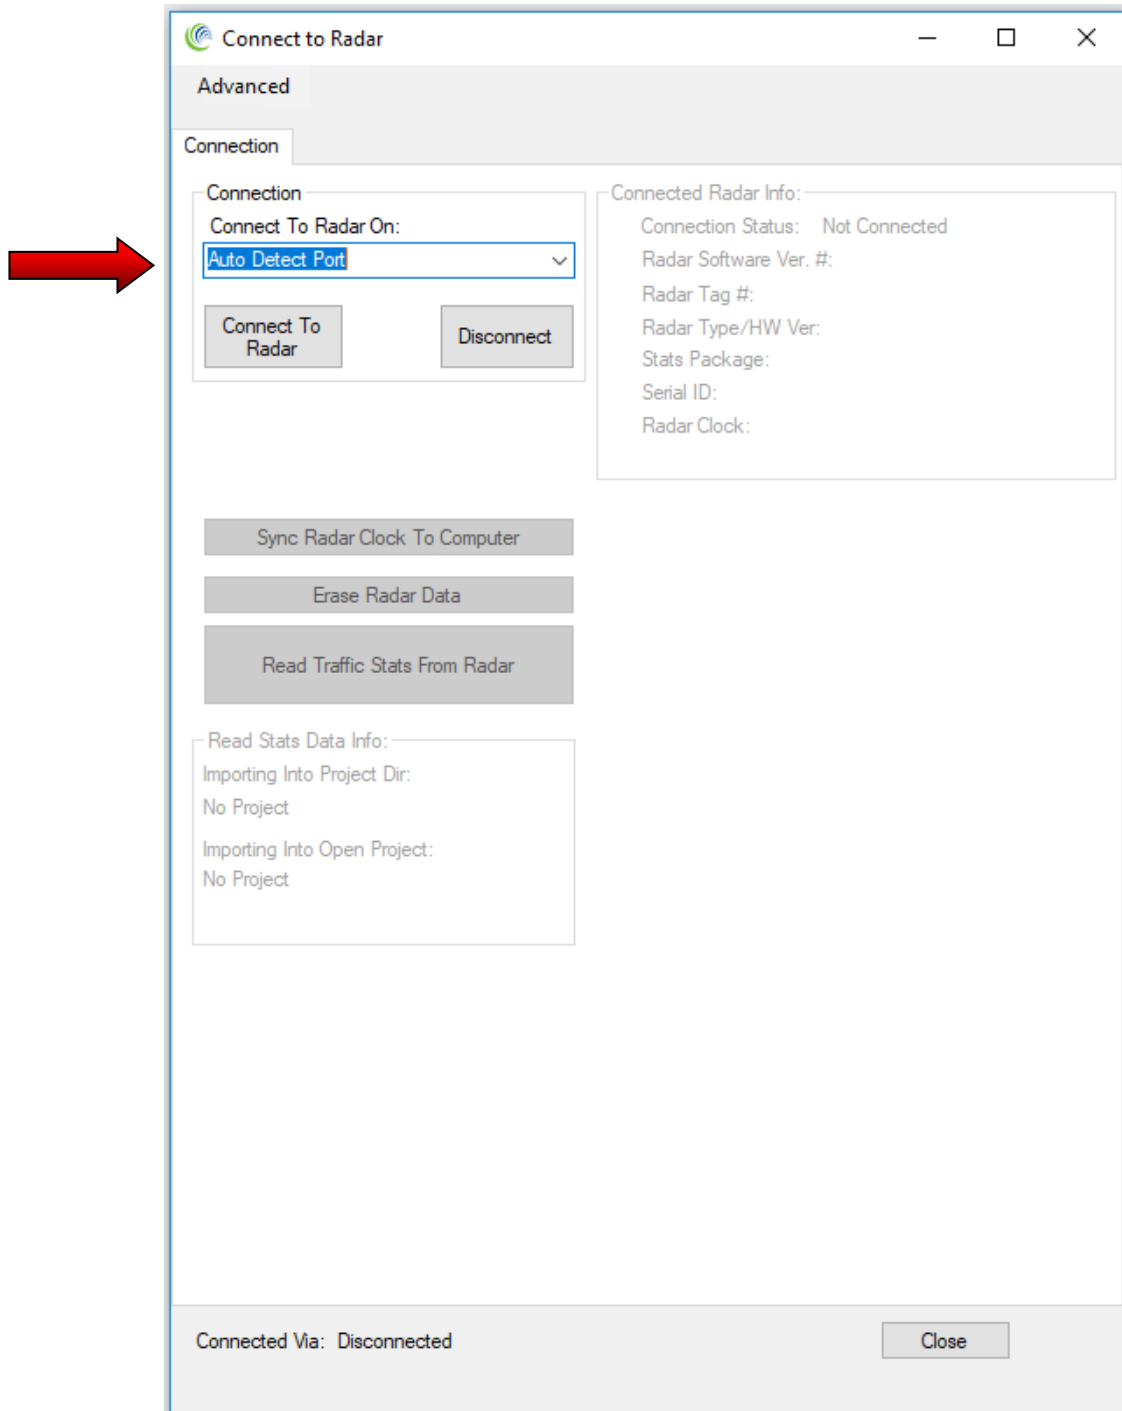 Connect to Radar
Advanced
Connection
Connection
Connect To Radar On:
Auto Detect Port
Connect To
Radar
Disconnect
Connected Radar Info:
Connection Status: Not Connected
Radar Software Ver. #:
Radar Tag #:
Radar Type/HW Ver:
Stats Package:
Serial ID:
Radar Clock:
Sync Radar Clock To Computer
Erase Radar Data
Read Traffic Stats From Radar
Read Stats Data Info:
Importing Into Project Dir:
No Project
Importing Into Open Project:
No Project
Connected Via: Disconnected
Close